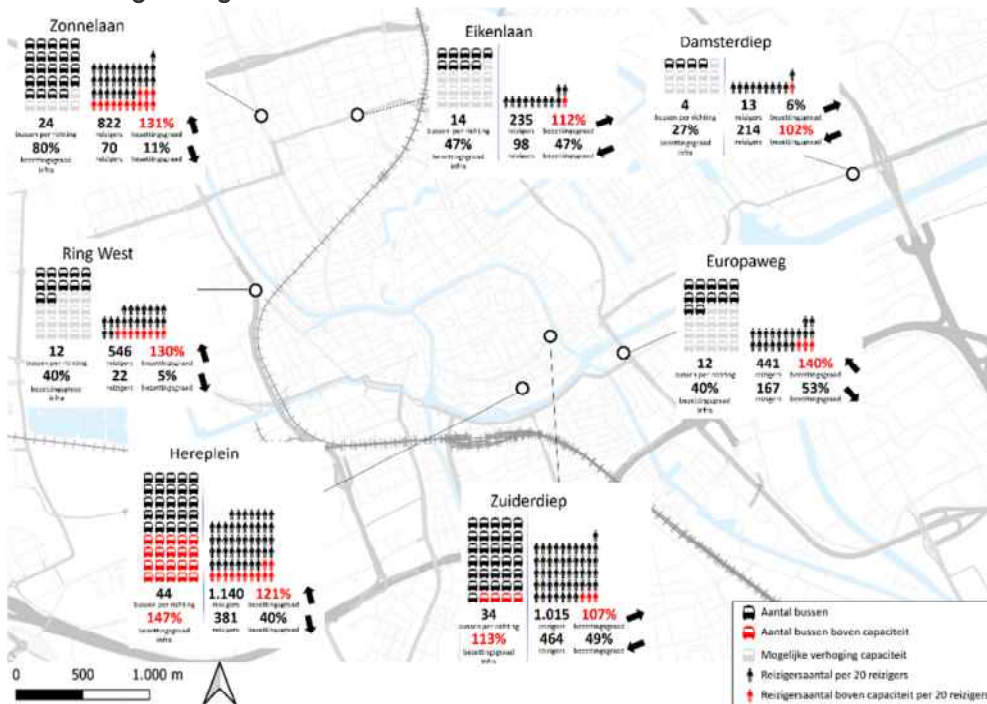 Zonnelaan
24 822 131%
bussen per richting reizigers bezettingsgraad
80% 70 11%
bezettingsgraad infra reizigers bezettingsgraad
Eikenlaan
14 235 112%
bussen per richting reizigers bezettingsgraad
47% 98 47%
bezettingsgraad infra reizigers bezettingsgraad
Damsterdiep
4 13 6%
bussen per richting reizigers bezettingsgraad
27% 214 102%
bezettingsgraad infra reizigers bezettingsgraad
Ring West
12 546 130%
bussen per richting reizigers bezettingsgraad
40% 22 5%
bezettingsgraad infra reizigers bezettingsgraad
Europaweg
12 441 140%
bussen per richting reizigers bezettingsgraad
40% 167 53%
bezettingsgraad infra reizigers bezettingsgraad
Hereplein
44 1.140 121%
bussen per richting reizigers bezettingsgraad
147% 381 40%
bezettingsgraad infra reizigers bezettingsgraad
Zuiderdiep
34 1.015 107%
bussen per richting reizigers bezettingsgraad
113% 464 49%
bezettingsgraad infra reizigers bezettingsgraad
Aantal bussen
Aantal bussen boven capaciteit
Mogelijke verhoging capaciteit
Reizigersaantal per 20 reizigers
Reizigersaantal boven capaciteit per 20 reizigers
0 500 1.000 m